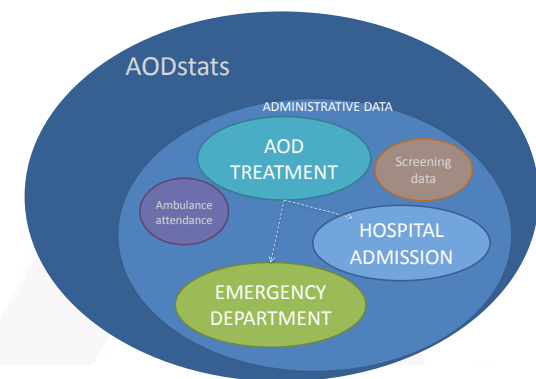 AODstats
ADMINISTRATIVE DATA
AOD
TREATMENT
Screening
data
Ambulance
attendance
HOSPITAL
ADMISSION
EMERGENCY
DEPARTMENT